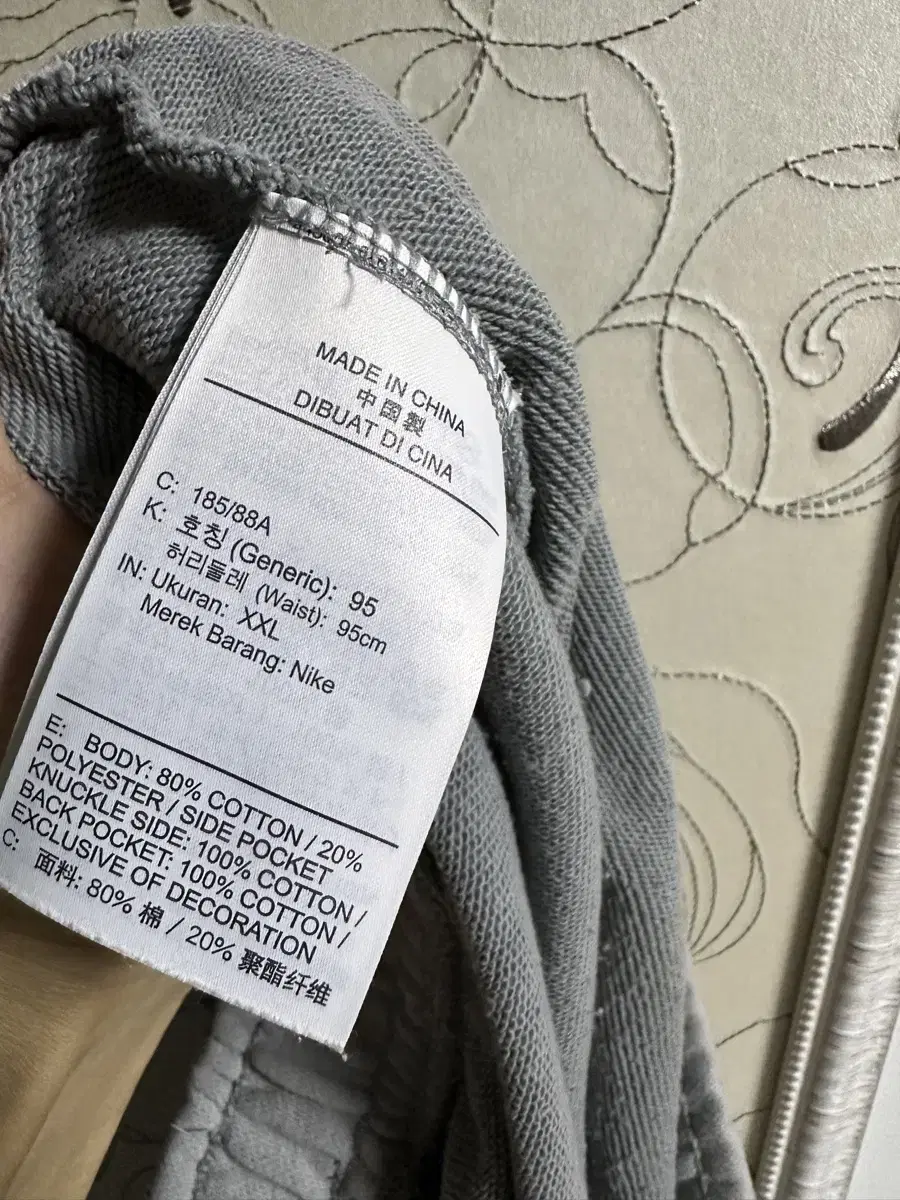 MADE IN CHINA
中國製
DIBUAT DI CINA
C: 185/88A
K: 호칭 (Generic): 95
허리둘레 (Waist): 95cm
IN: Ukuran: XXL
Merek Barang: Nike
E: BODY: 80% COTTON / 20%
POLYESTER / SIDE POCKET
KNUCKLE SIDE: 100% COTTON /
BACK POCKET: 100% COTTON /
EXCLUSIVE OF DECORATION
C: 面料: 80% 棉 / 20% 聚酯纤维